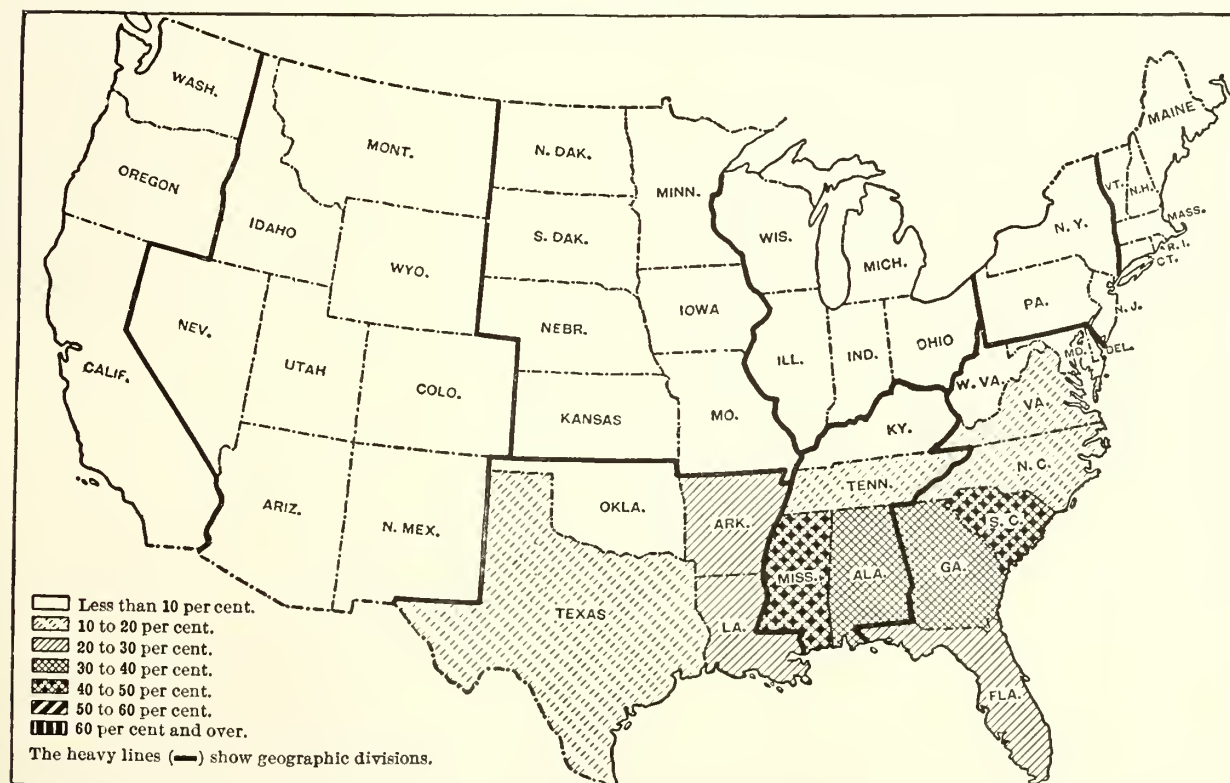 WASH.
MONT.
N. DAK.
MINN.
MAINE
OREGON
IDAHO
S. DAK.
WIS.
MICH.
VT.
N.H.
MASS.
N. Y.
R. I.
CT.
WYO.
IOWA
NEBR.
PA.
N. J.
NEV.
UTAH
COLO.
ILL.
IND.
OHIO
MD.
DEL.
CALIF.
KANSAS
MO.
W. VA.
VA.
KY.
ARIZ.
N. MEX.
OKLA.
ARK.
TENN.
N. C.
S. C.
MISS.
ALA.
GA.
TEXAS
LA.
FLA.
Less than 10 per cent.
10 to 20 per cent.
20 to 30 per cent.
30 to 40 per cent.
40 to 50 per cent.
50 to 60 per cent.
60 per cent and over.
The heavy lines (▬) show geographic divisions.